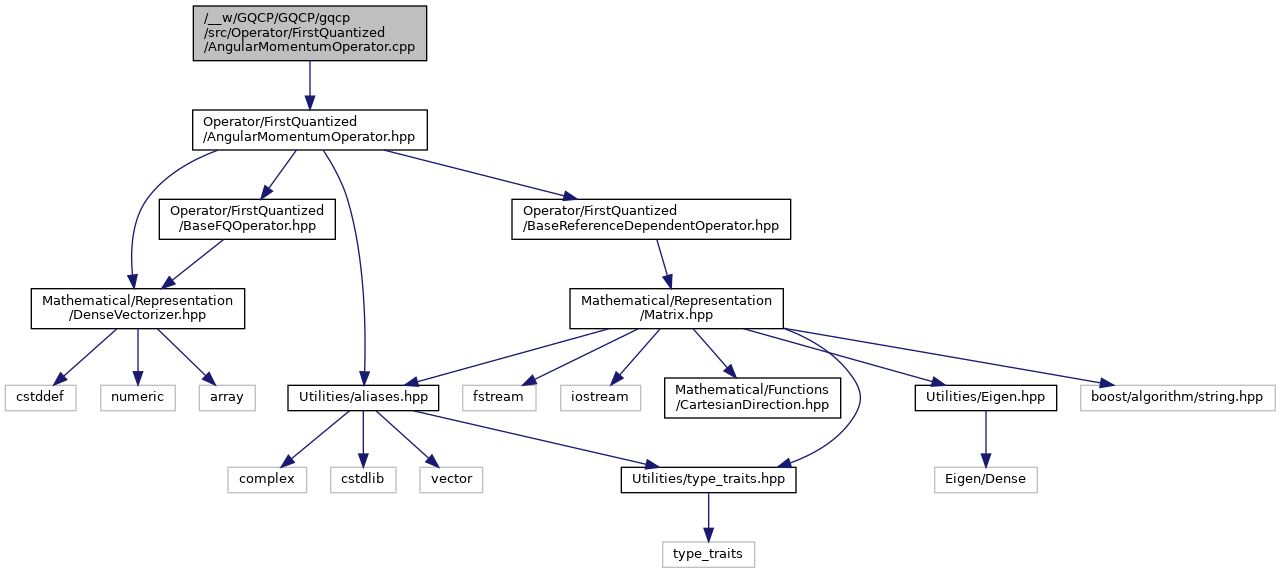 /__w/GQCP/GQCP/gqcp
/src/Operator/FirstQuantized
/AngularMomentumOperator.cpp
Operator/FirstQuantized
/AngularMomentumOperator.hpp
Operator/FirstQuantized
/BaseFQOperator.hpp
Operator/FirstQuantized
/BaseReferenceDependentOperator.hpp
Mathematical/Representation
/DenseVectorizer.hpp
Mathematical/Representation
/Matrix.hpp
cstddef
numeric
array
Utilities/aliases.hpp
fstream
iostream
Mathematical/Functions
/CartesianDirection.hpp
Utilities/Eigen.hpp
boost/algorithm/string.hpp
complex
cstdlib
vector
Utilities/type_traits.hpp
Eigen/Dense
type_traits